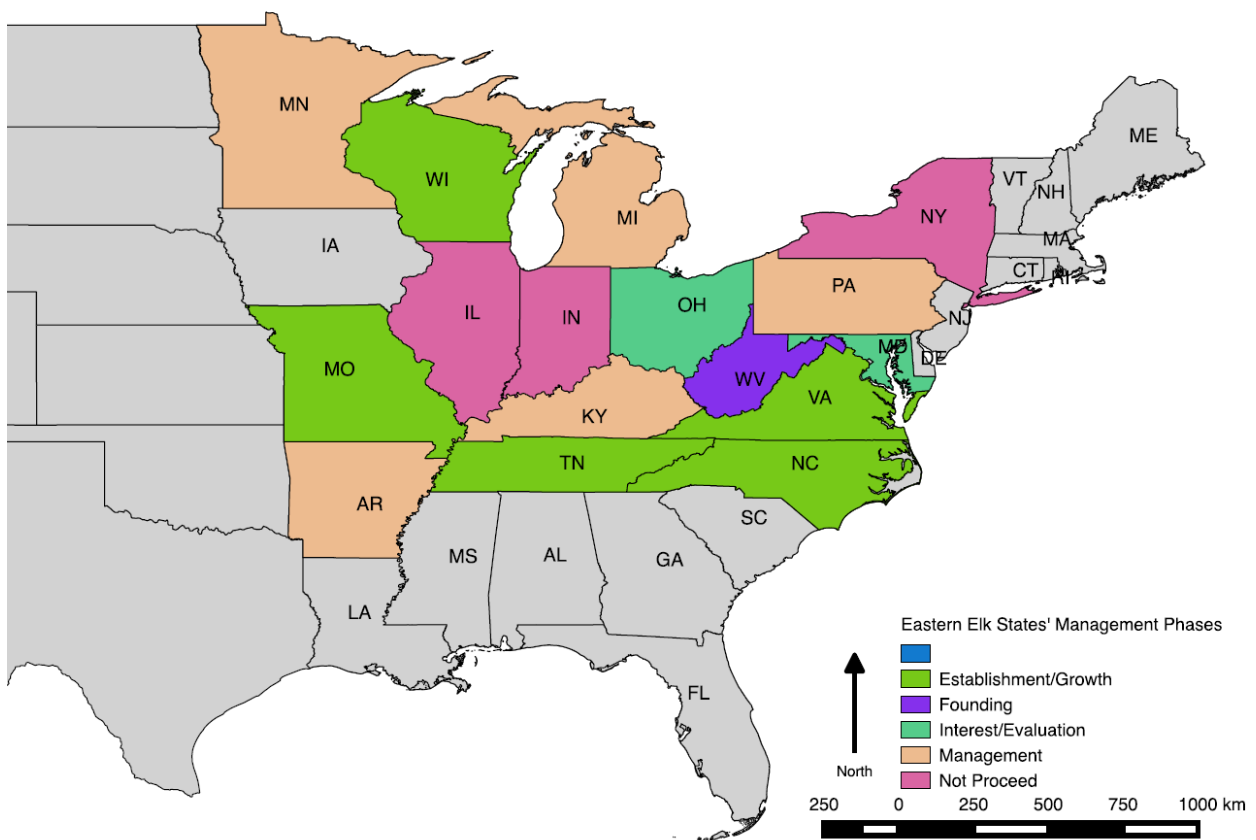 ME
MN
VT
NH
WI
NY
MI
MA
IA
CT
RI
PA
OH
IL
IN
NJ
MD
DE
MO
WV
VA
KY
TN
NC
AR
SC
MS
AL
GA
LA
FL
Eastern Elk States' Management Phases
Establishment/Growth
Founding
Interest/Evaluation
Management
Not Proceed
North
250 0 250 500 750 1000 km